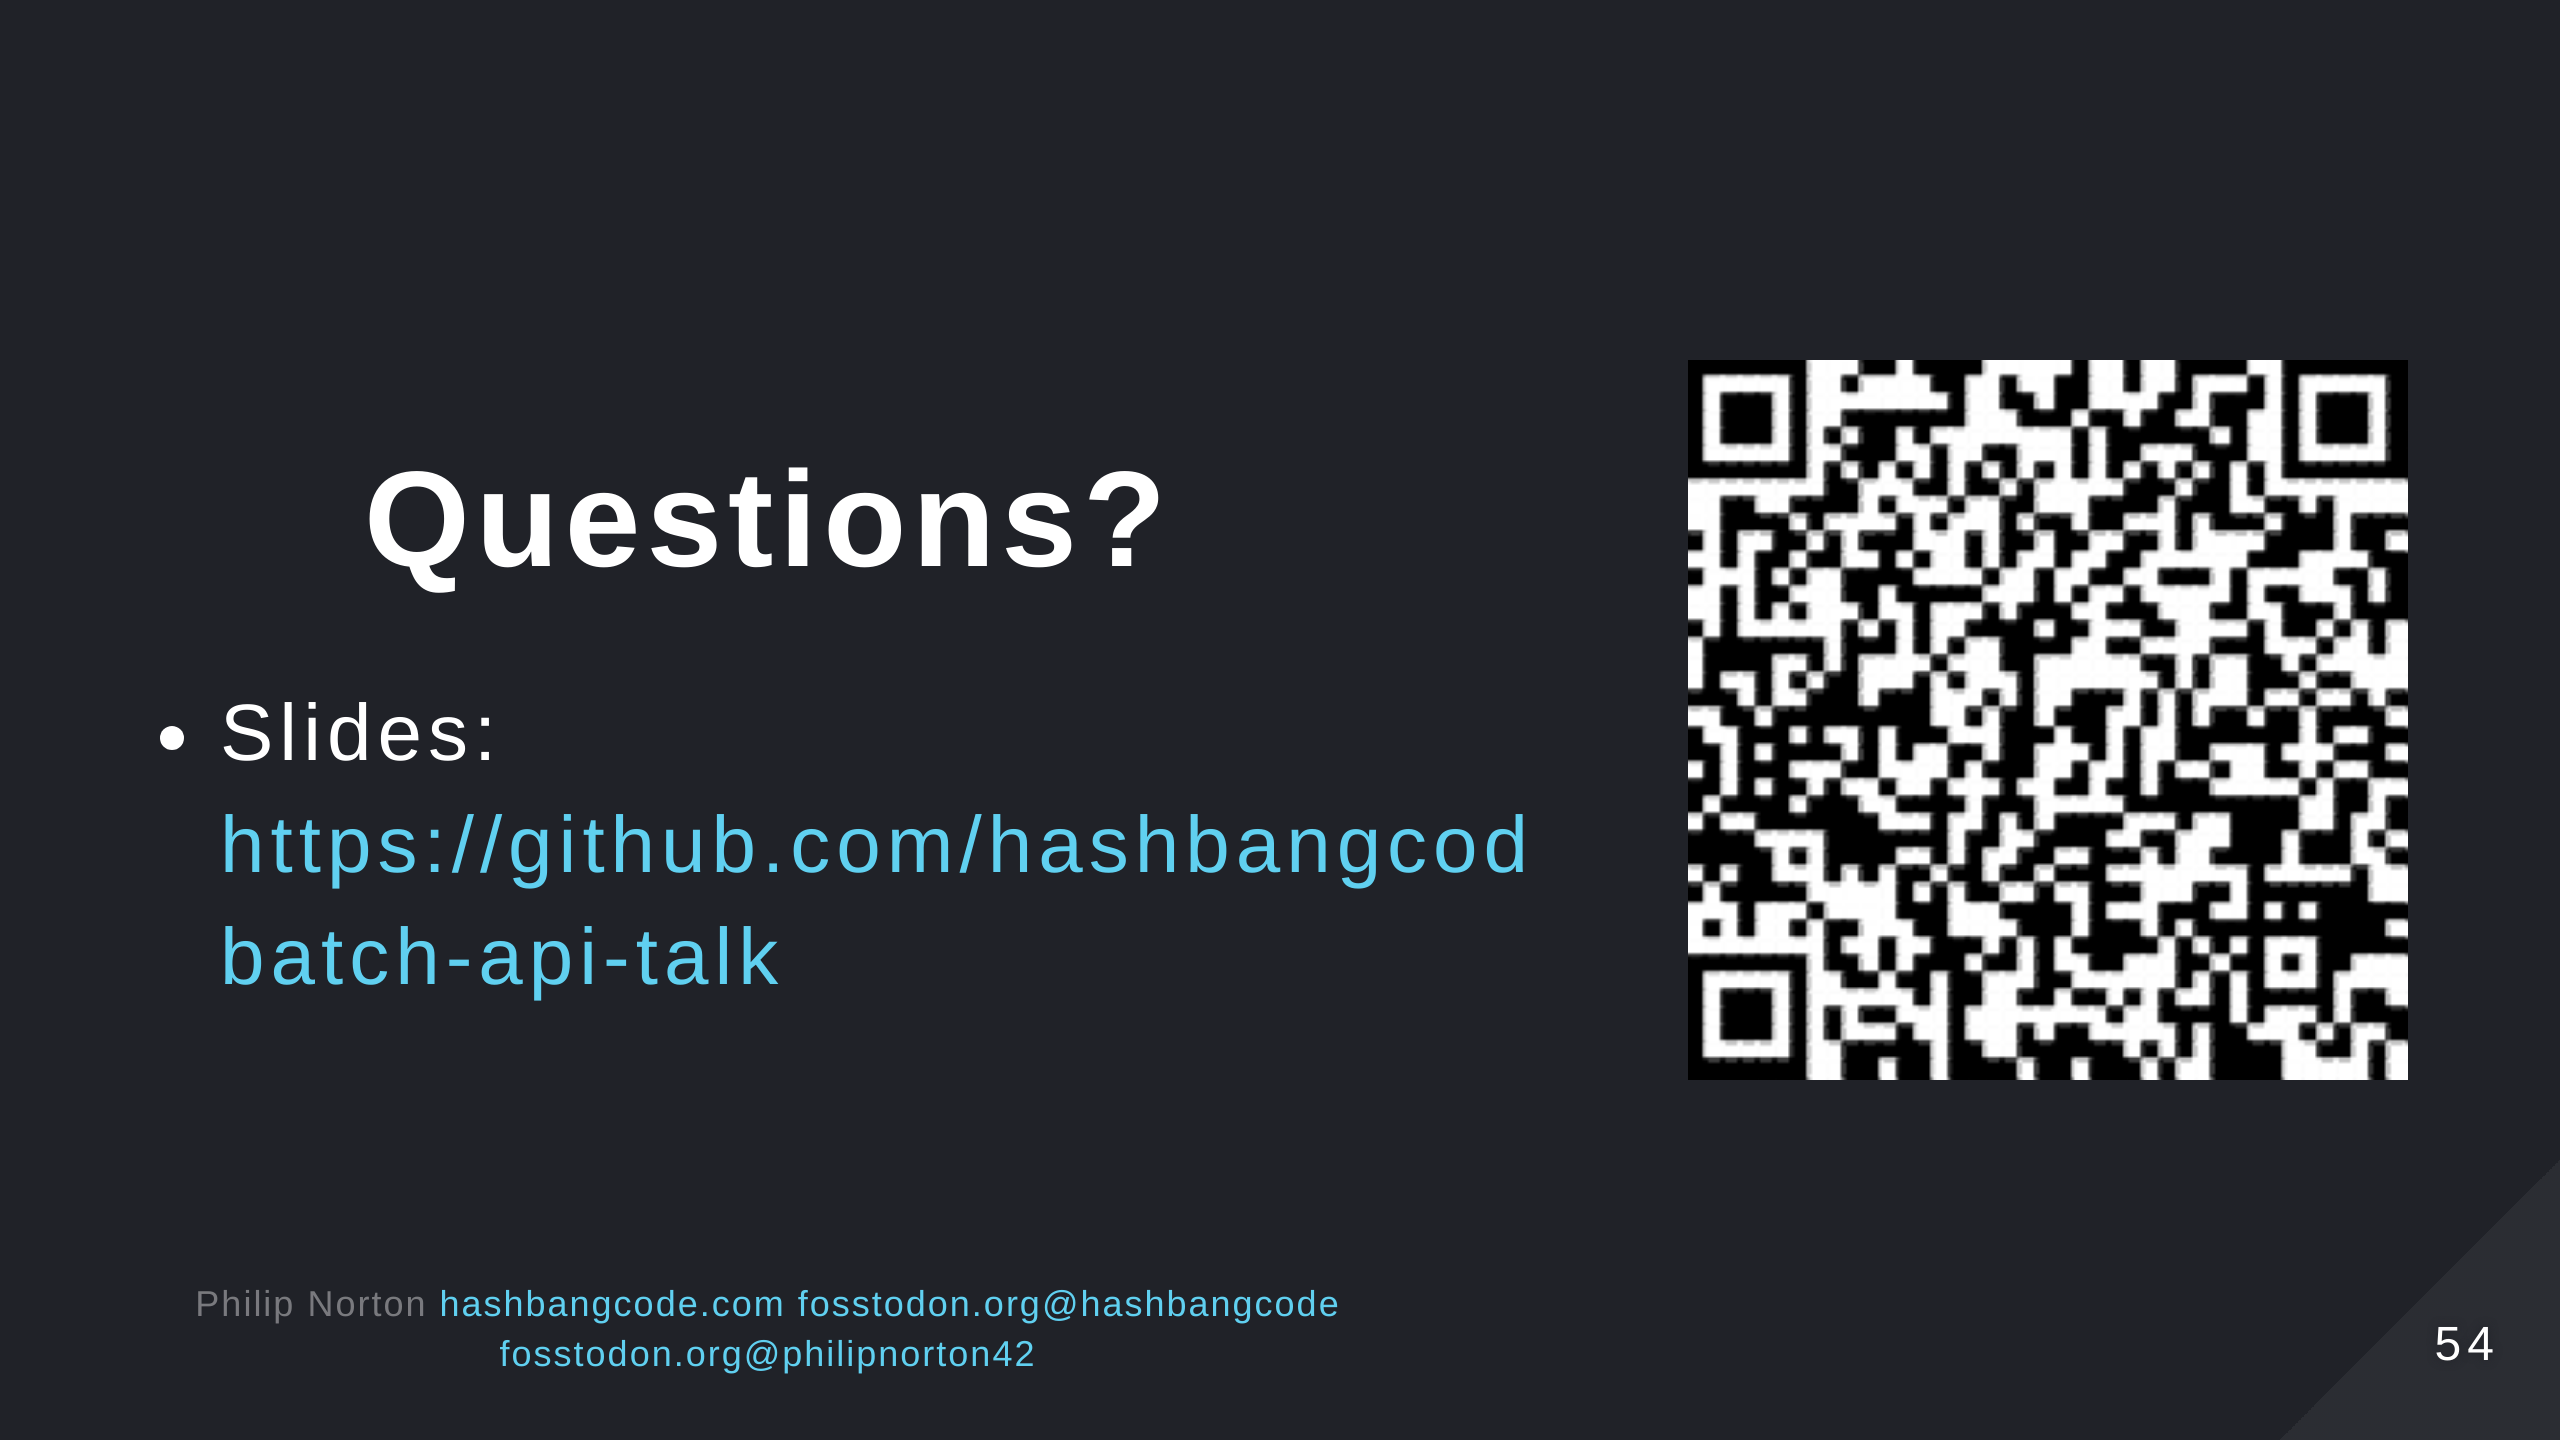 Questions?
• Slides:
https://github.com/hashbangcod
batch-api-talk
Philip Norton hashbangcode.com fosstodon.org@hashbangcode
fosstodon.org@philipnorton42
54